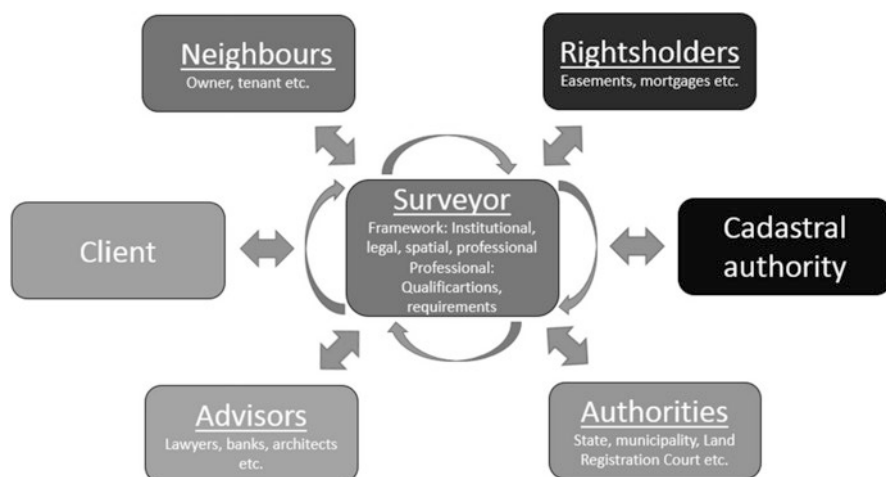 Neighbours
Owner, tenant etc.
Rightsholders
Easements, mortgages etc.
Client
Surveyor
Framework: Institutional,
legal, spatial, professional
Professional:
Qualificartions,
requirements
Cadastral
authority
Advisors
Lawyers, banks, architects
etc.
Authorities
State, municipality, Land
Registration Court etc.